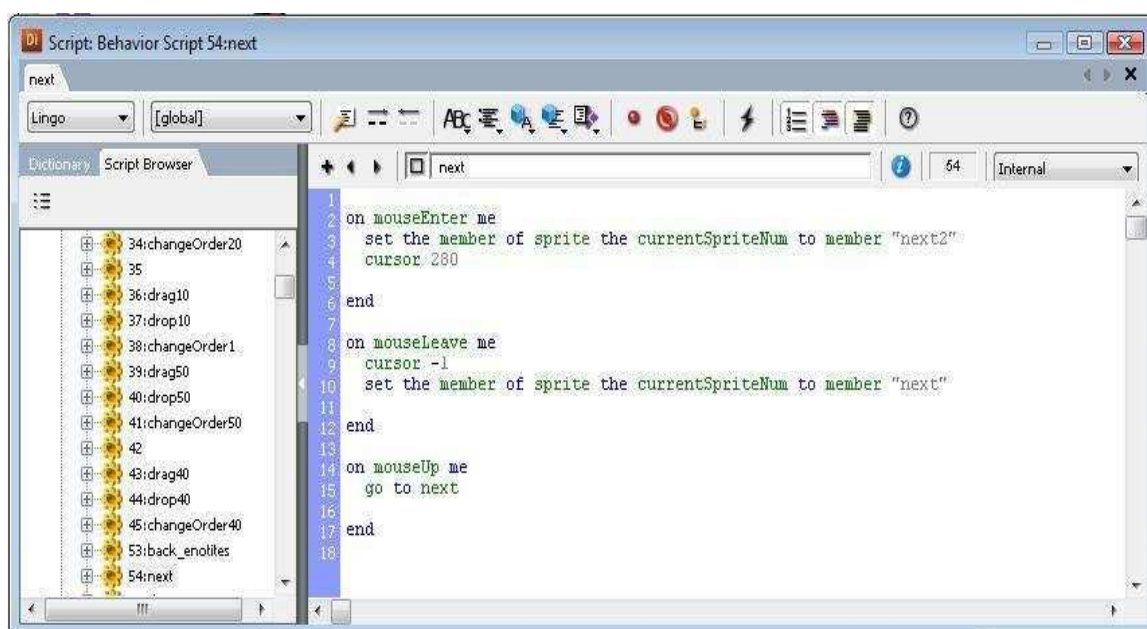 Di Script: Behavior Script 54:next
next
Lingo [global]
Dictionary Script Browser
next 54 Internal
34:changeOrder20
35
36:drag10
37:drop10
38:changeOrder1
39:drag50
40:drop50
41:changeOrder50
42
43:drag40
44:drop40
45:changeOrder40
53:back_enotites
54:next
1
2 on mouseEnter me
3 set the member of sprite the currentSpriteNum to member "next2"
4 cursor 280
5
6 end
7
8 on mouseLeave me
9 cursor -1
10 set the member of sprite the currentSpriteNum to member "next"
11
12 end
13
14 on mouseUp me
15 go to next
16
17 end
18